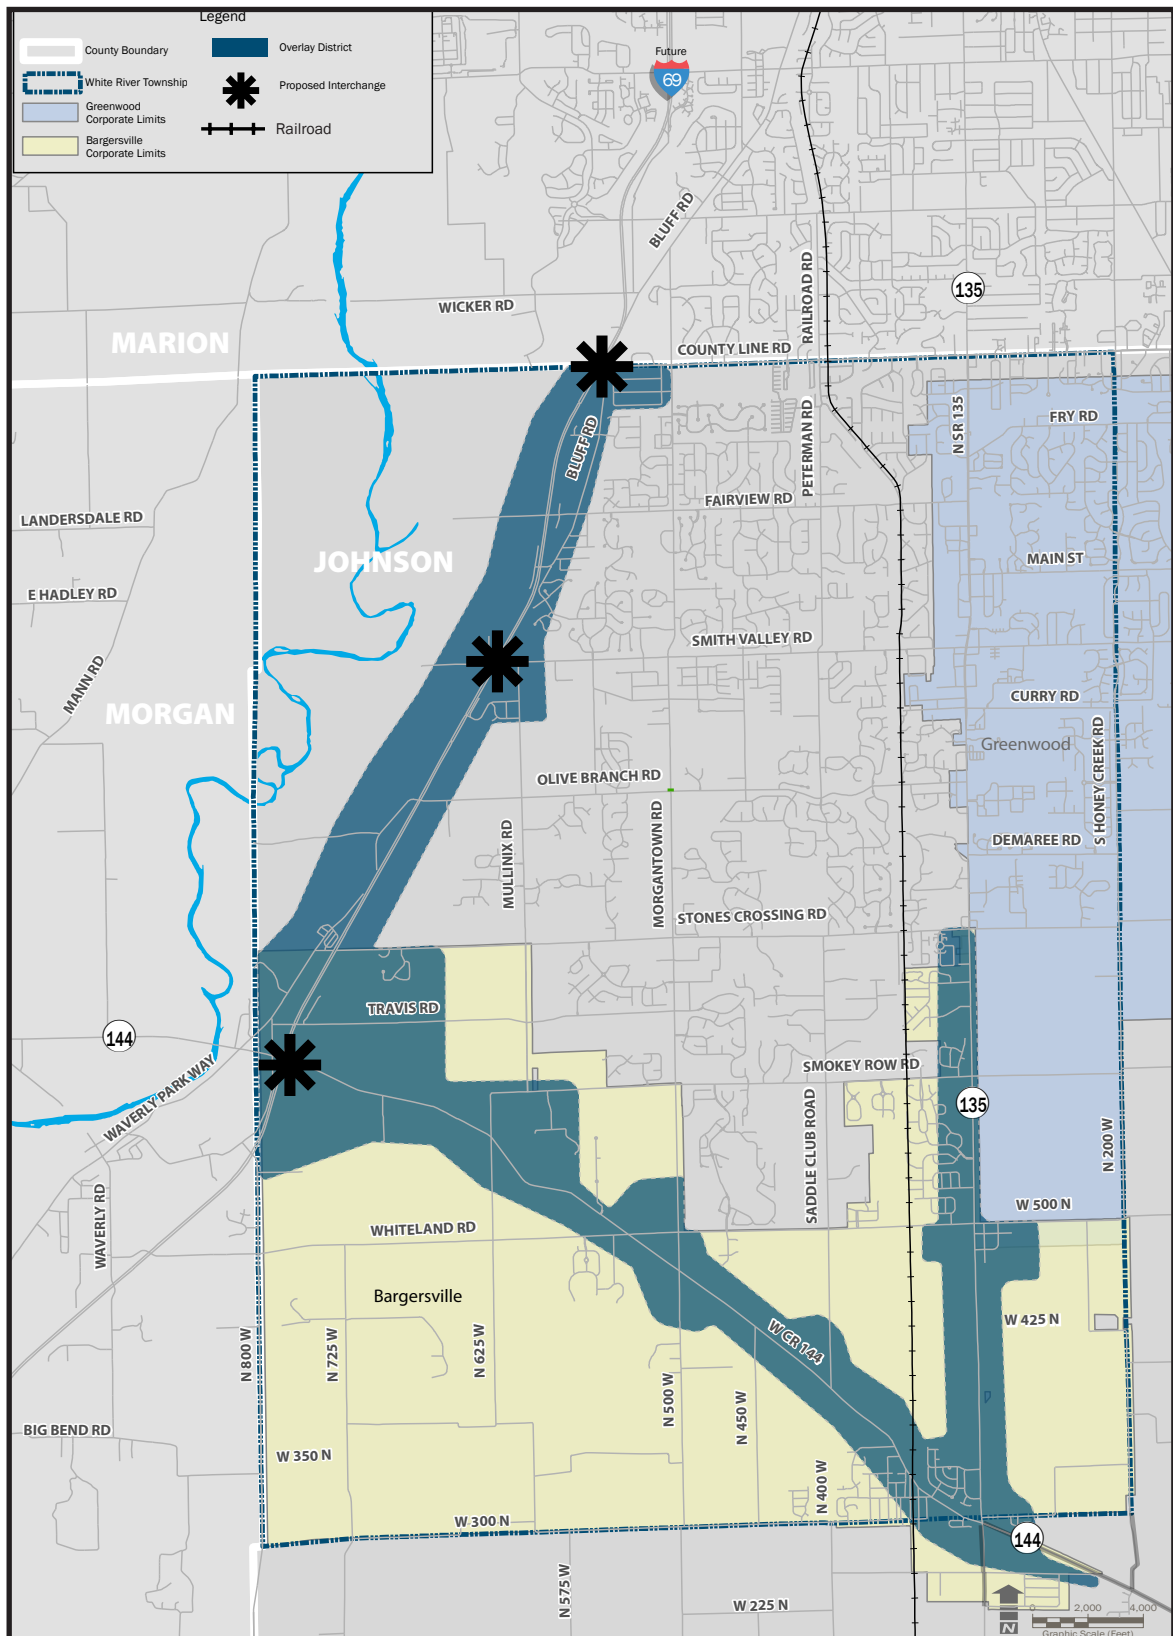 Legend
County Boundary
White River Township
Greenwood
Corporate Limits
Bargersville
Corporate Limits
Overlay District
Proposed Interchange
Railroad
Future
69
BLUFF RD
RAILROAD RD
135
WICKER RD
MARION
COUNTY LINE RD
N SR 135
FRY RD
PETERMAN RD
BLUFF RD
FAIRVIEW RD
LANDERSDALE RD
JOHNSON
MAIN ST
E HADLEY RD
SMITH VALLEY RD
MANN RD
CURRY RD
MORGAN
Greenwood
S HONEY CREEK RD
OLIVE BRANCH RD
MULLINIX RD
MORGANTOWN RD
DEMAREE RD
STONES CROSSING RD
TRAVIS RD
144
SMOKEY ROW RD
WAVERLY PARK WAY
135
SADDLE CLUB ROAD
N 200 W
W 500 N
WAVERLY RD
WHITELAND RD
Bargersville
W 425 N
W CR 144
N 800 W
N 725 W
N 625 W
N 500 W
N 450 W
BIG BEND RD
W 350 N
N 400 W
W 300 N
144
N 575 W
W 225 N
N
0 2,000 4,000
Graphic Scale (Feet)